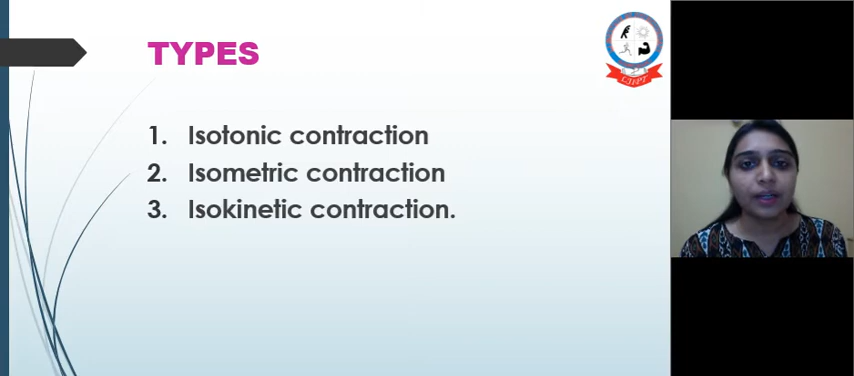 TYPES
1. Isotonic contraction
2. Isometric contraction
3. Isokinetic contraction.